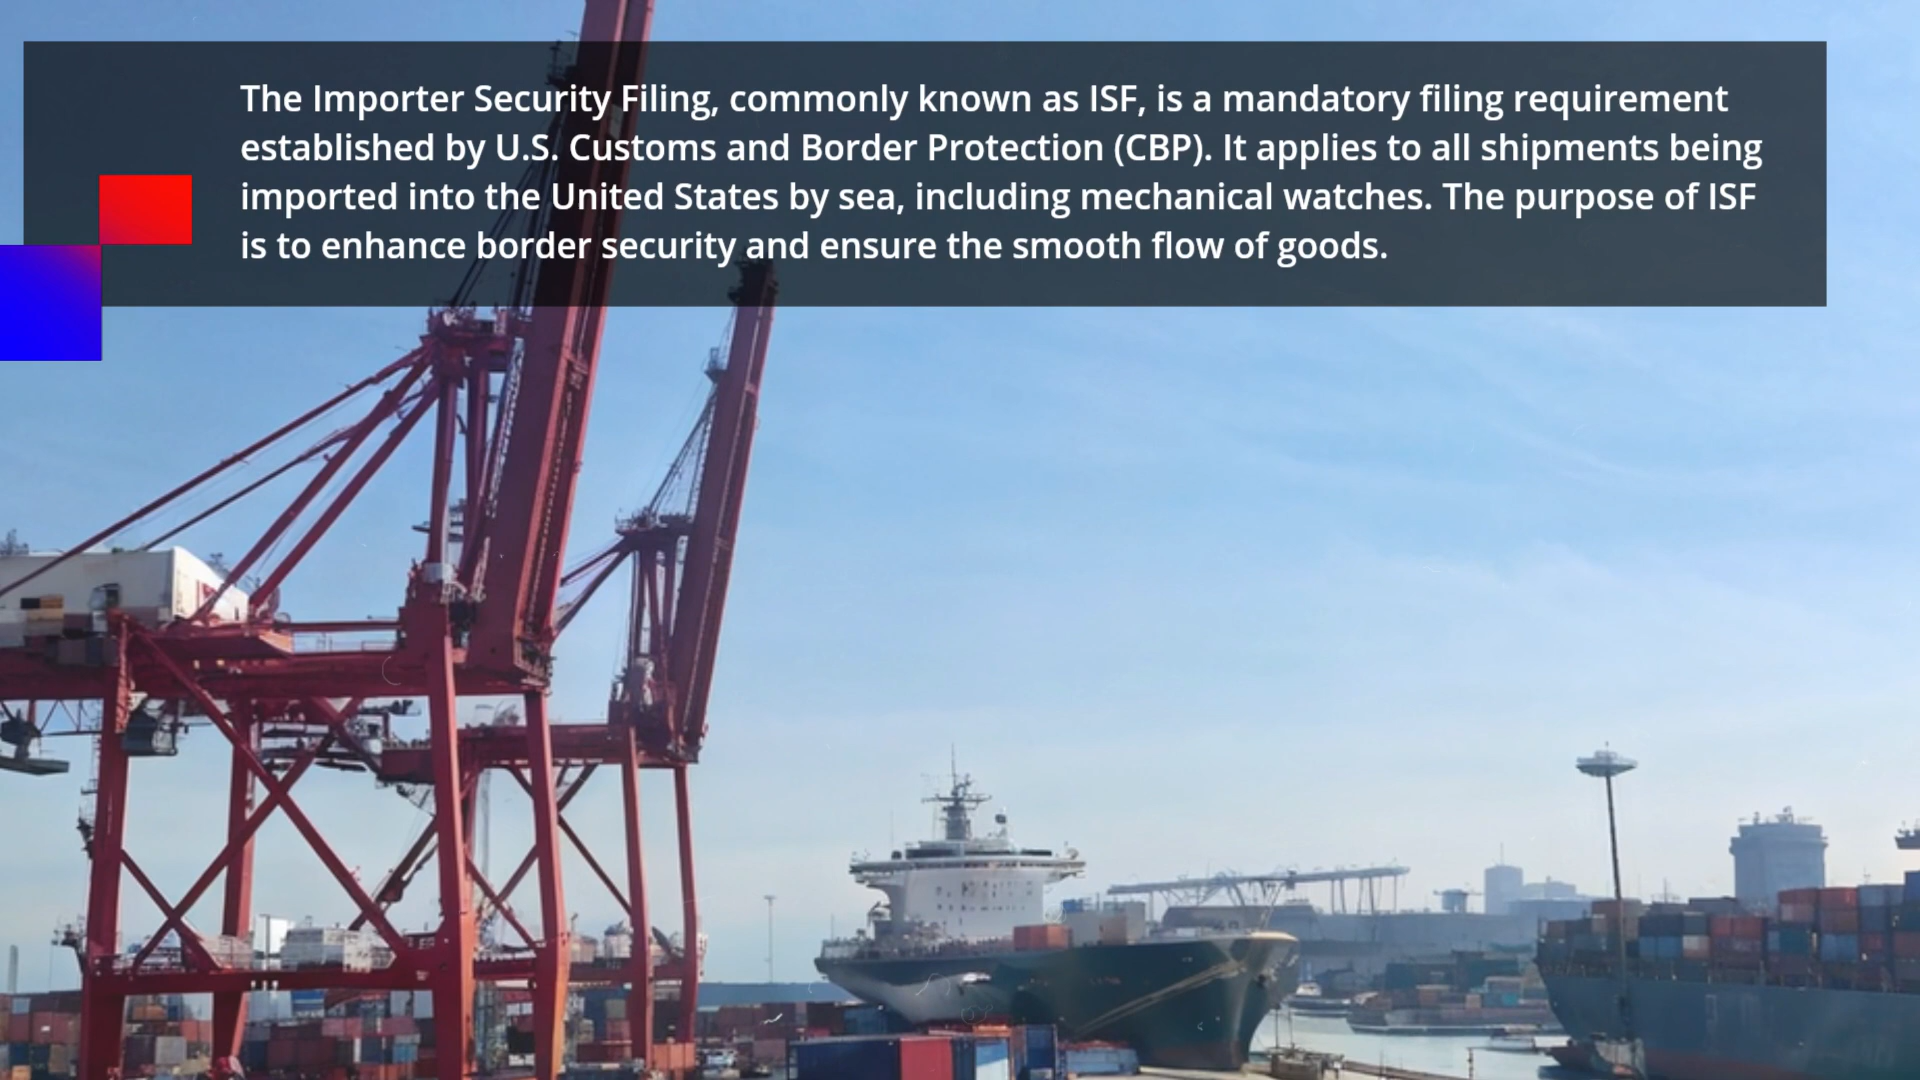 The Importer Security Filing, commonly known as ISF, is a mandatory filing requirement
established by U.S. Customs and Border Protection (CBP). It applies to all shipments being
imported into the United States by sea, including mechanical watches. The purpose of ISF
is to enhance border security and ensure the smooth flow of goods.